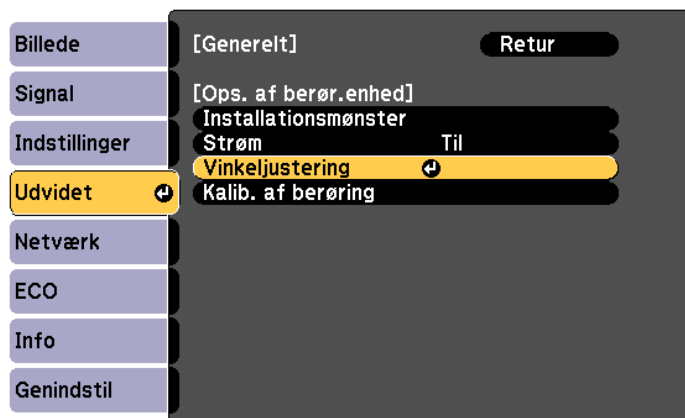 Billede
Signal
Indstillinger
Udvidet
Netværk
ECO
Info
Genindstil
[Generelt] Retur
[Ops. af berør.enhed]
Installationsmønster
Strøm Til
Vinkeljustering
Kalib. af berøring